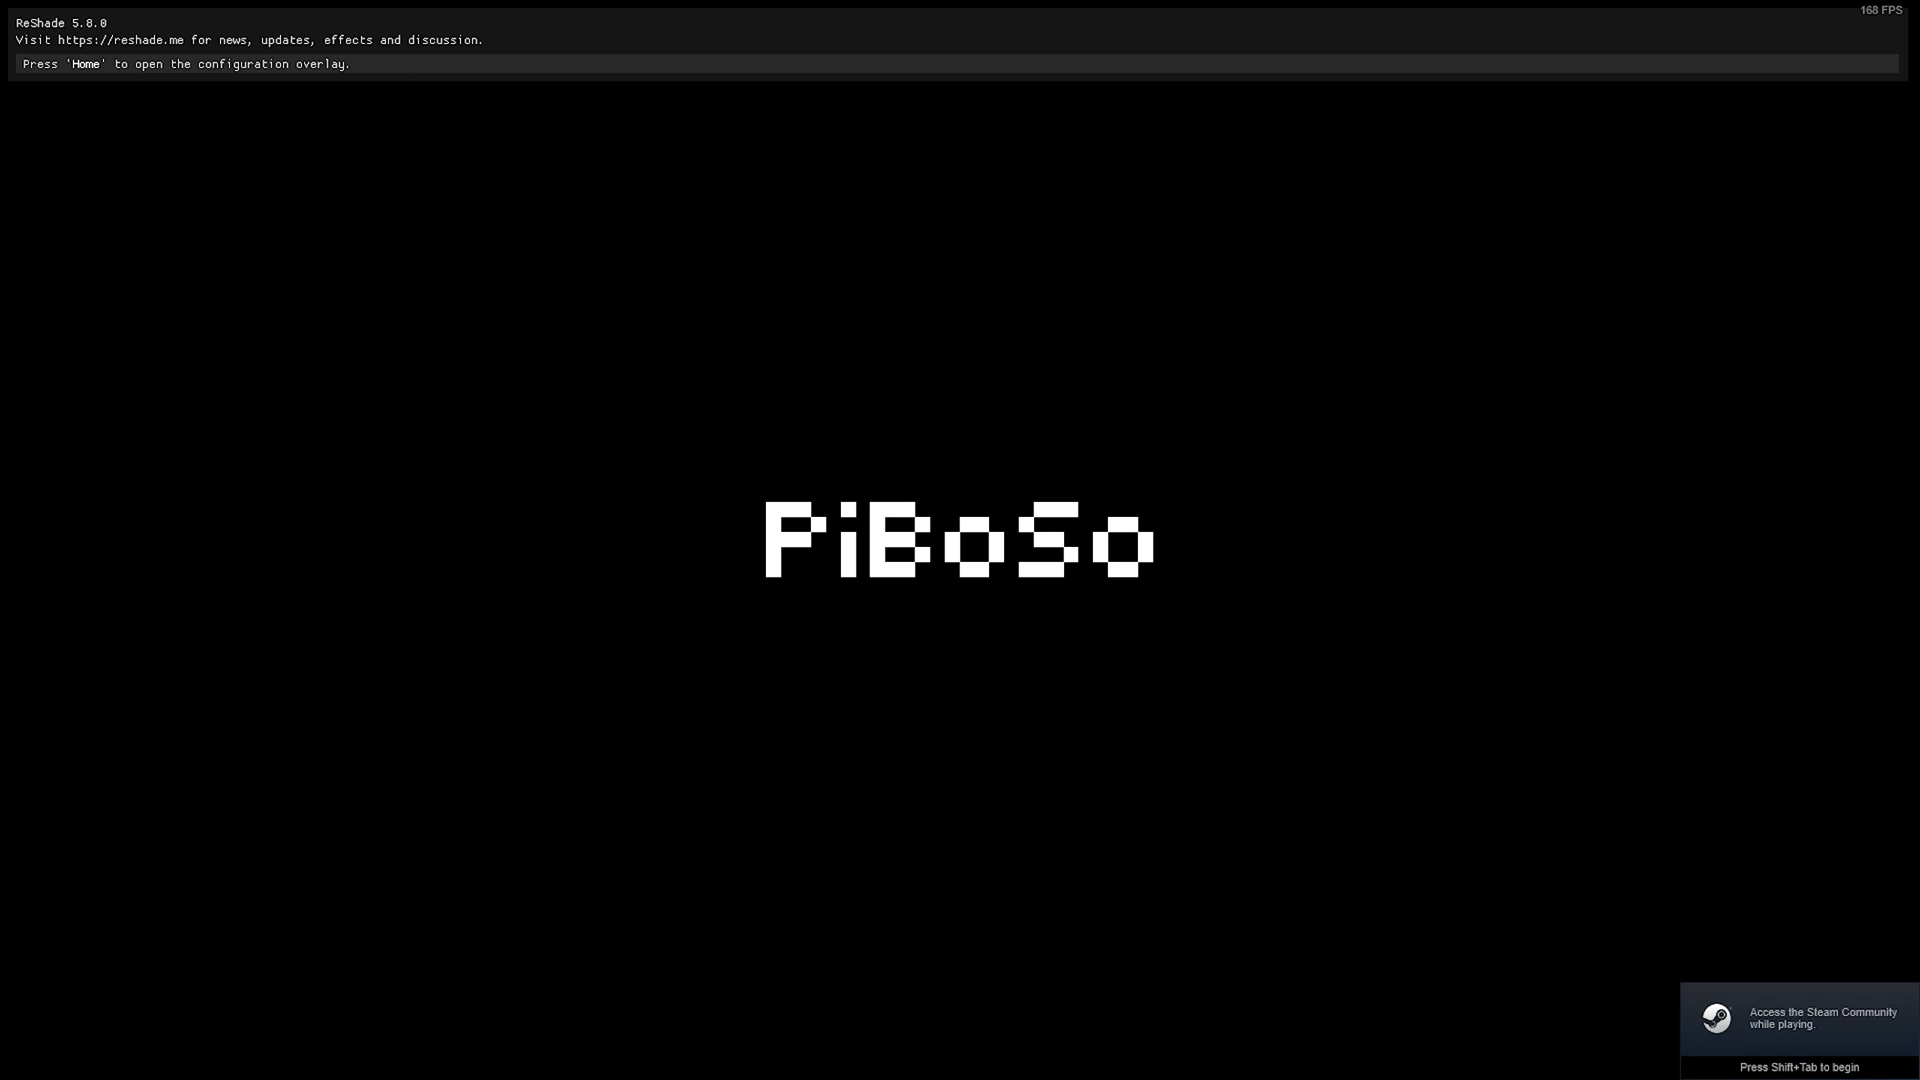 ReShade 5.8.0
168 FPS
Visit https://reshade.me for news, updates, effects and discussion.
Press 'Home' to open the configuration overlay.
PiBoSo
Access the Steam Community
while playing.
Press Shift+Tab to begin